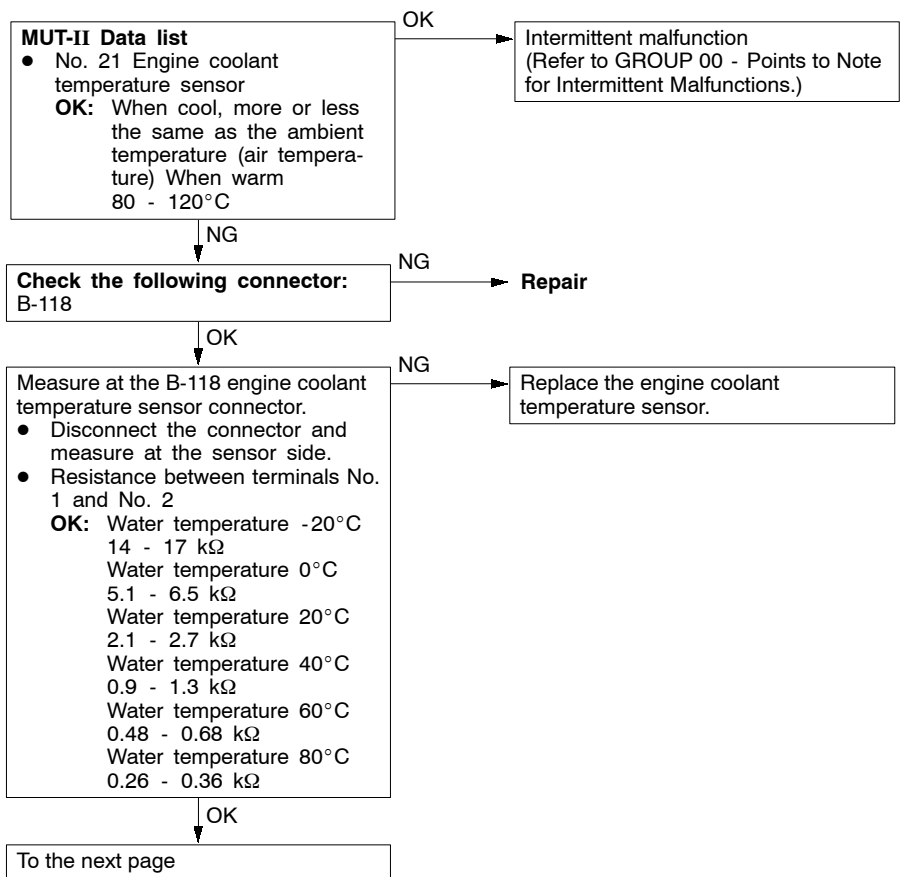 MUT-II Data list
● No. 21 Engine coolant
temperature sensor
OK: When cool, more or less
the same as the ambient
temperature (air tempera-
ture) When warm
80 - 120°C
OK
Intermittent malfunction
(Refer to GROUP 00 - Points to Note
for Intermittent Malfunctions.)
NG
Check the following connector:
B-118
NG
Repair
OK
Measure at the B-118 engine coolant
temperature sensor connector.
● Disconnect the connector and
measure at the sensor side.
● Resistance between terminals No.
1 and No. 2
OK: Water temperature -20°C
14 - 17 kΩ
Water temperature 0°C
5.1 - 6.5 kΩ
Water temperature 20°C
2.1 - 2.7 kΩ
Water temperature 40°C
0.9 - 1.3 kΩ
Water temperature 60°C
0.48 - 0.68 kΩ
Water temperature 80°C
0.26 - 0.36 kΩ
NG
Replace the engine coolant
temperature sensor.
OK
To the next page